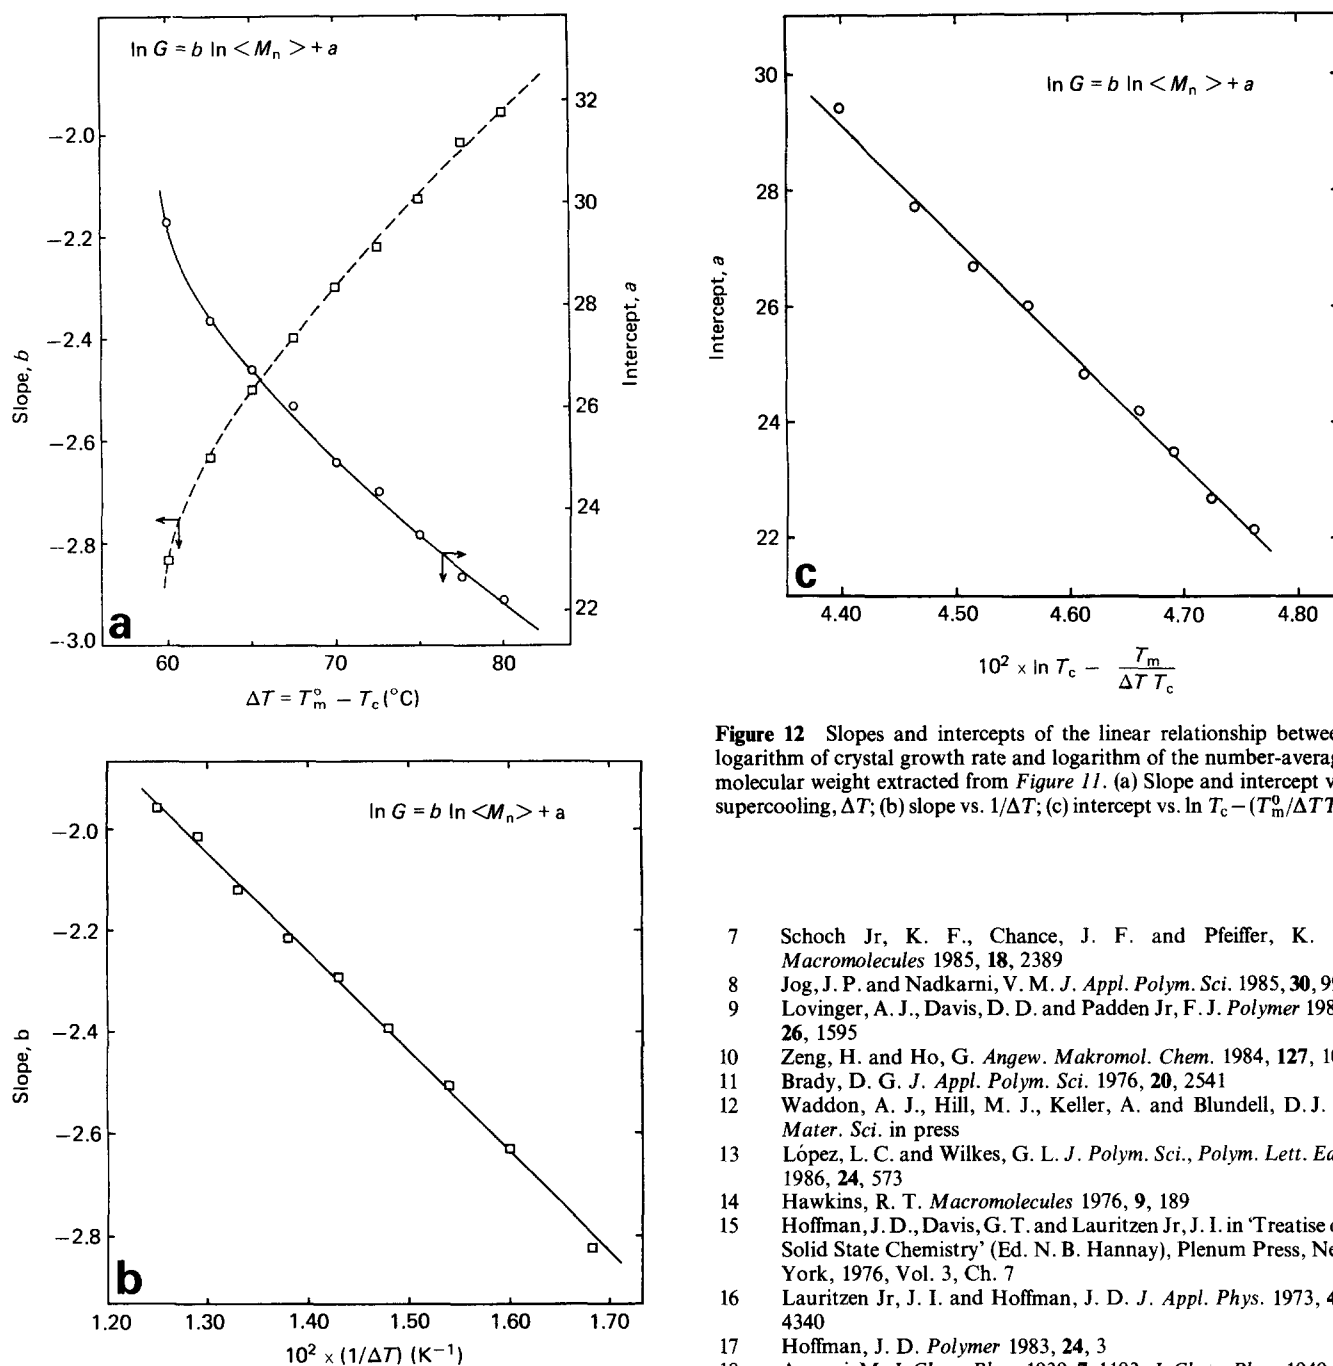 ln G = b ln < Mn > + a
−2.0
−2.2
−2.4
−2.6
−2.8
−3.0
Slope, b
32
30
28
26
24
22
Intercept, a
a
60
70
80
ΔT = T°m − Tc (°C)
ln G = b ln <Mn> + a
−2.0
−2.2
−2.4
−2.6
−2.8
Slope, b
b
1.20
1.30
1.40
1.50
1.60
1.70
10² × (1/ΔT) (K⁻¹)
ln G = b ln < Mn > + a
30
28
26
24
22
Intercept, a
c
4.40
4.50
4.60
4.70
4.80
10² × ln Tc − Tm / ΔT Tc
Figure 12 Slopes and intercepts of the linear relationship betwee
logarithm of crystal growth rate and logarithm of the number-averag
molecular weight extracted from Figure 11. (a) Slope and intercept v
supercooling, ΔT; (b) slope vs. 1/ΔT; (c) intercept vs. ln Tc − (T⁰m/ΔTT
7 Schoch Jr, K. F., Chance, J. F. and Pfeiffer, K.
Macromolecules 1985, 18, 2389
8 Jog, J. P. and Nadkarni, V. M. J. Appl. Polym. Sci. 1985, 30, 99
9 Lovinger, A. J., Davis, D. D. and Padden Jr, F. J. Polymer 198
26, 1595
10 Zeng, H. and Ho, G. Angew. Makromol. Chem. 1984, 127, 10
11 Brady, D. G. J. Appl. Polym. Sci. 1976, 20, 2541
12 Waddon, A. J., Hill, M. J., Keller, A. and Blundell, D. J.
Mater. Sci. in press
13 López, L. C. and Wilkes, G. L. J. Polym. Sci., Polym. Lett. Ed
1986, 24, 573
14 Hawkins, R. T. Macromolecules 1976, 9, 189
15 Hoffman, J. D., Davis, G. T. and Lauritzen Jr, J. I. in 'Treatise o
Solid State Chemistry' (Ed. N. B. Hannay), Plenum Press, Ne
York, 1976, Vol. 3, Ch. 7
16 Lauritzen Jr, J. I. and Hoffman, J. D. J. Appl. Phys. 1973, 4
4340
17 Hoffman, J. D. Polymer 1983, 24, 3